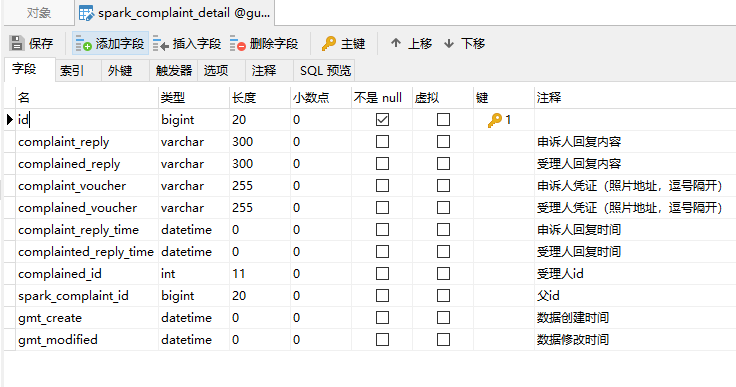 对象 spark_complaint_detail @gu...
保存 添加字段 插入字段 删除字段 主键 上移 下移
字段 索引 外键 触发器 选项 注释 SQL 预览
名 类型 长度 小数点 不是 null 虚拟 键 注释
id bigint 20 0 1
complaint_reply varchar 300 0 申诉人回复内容
complained_reply varchar 300 0 受理人回复内容
complaint_voucher varchar 255 0 申诉人凭证（照片地址，逗号隔开）
complained_voucher varchar 255 0 受理人凭证（照片地址，逗号隔开）
complaint_reply_time datetime 0 0 申诉人回复时间
complainted_reply_time datetime 0 0 受理人回复时间
complained_id int 11 0 受理人id
spark_complaint_id bigint 20 0 父id
gmt_create datetime 0 0 数据创建时间
gmt_modified datetime 0 0 数据修改时间